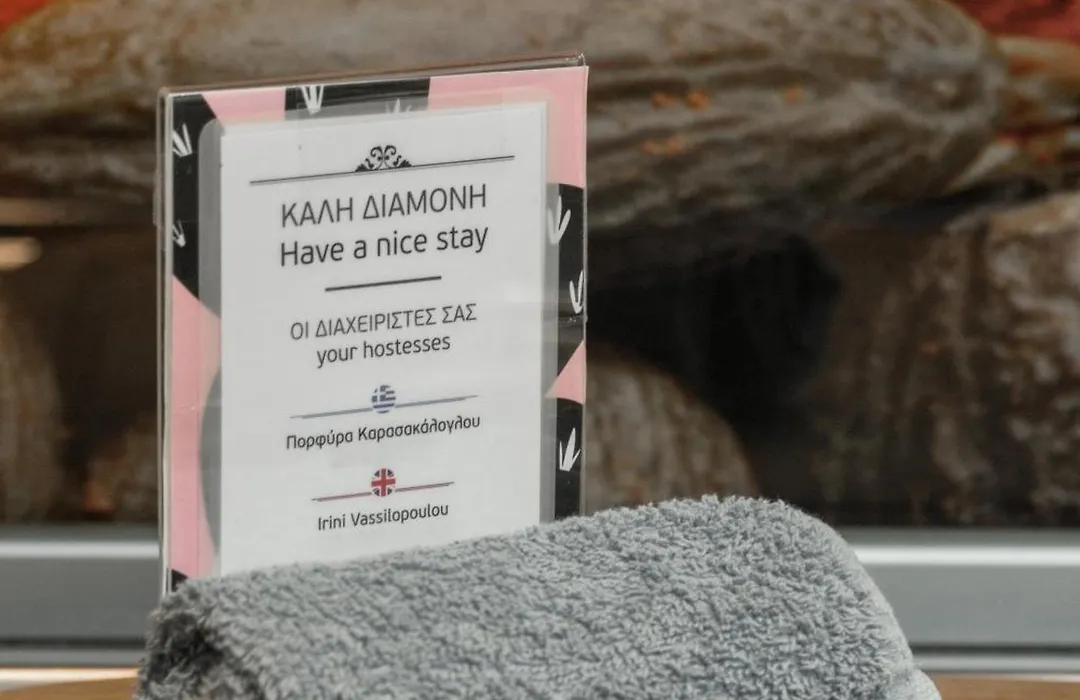 ΚΑΛΗ ΔΙΑΜΟΝΗ
Have a nice stay
ΟΙ ΔΙΑΧΕΙΡΙΣΤΕΣ ΣΑΣ
your hostesses
Πορφύρα Καρασακάλογλου
Irini Vassilopoulou